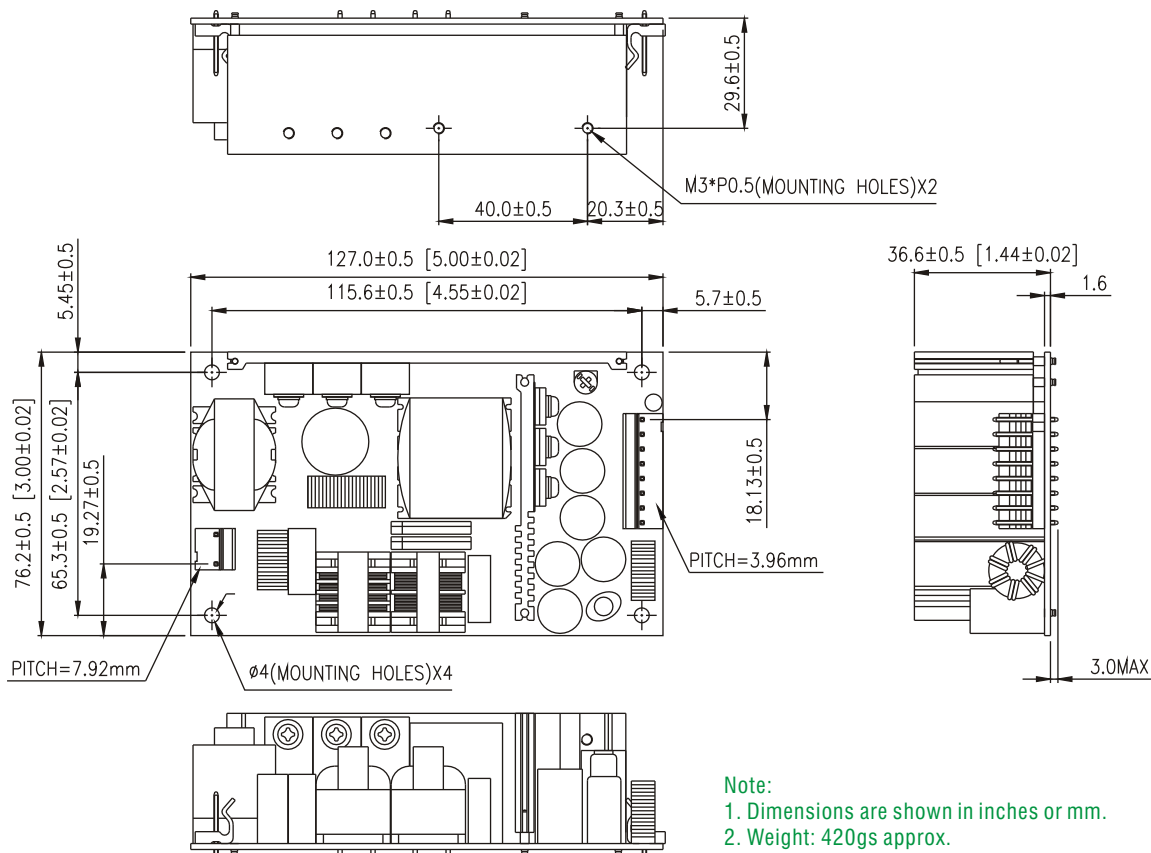 29.6±0.5
M3*P0.5(MOUNTING HOLES)X2
40.0±0.5
20.3±0.5
5.45±0.5
127.0±0.5 [5.00±0.02]
115.6±0.5 [4.55±0.02]
5.7±0.5
36.6±0.5 [1.44±0.02]
1.6
76.2±0.5 [3.00±0.02]
65.3±0.5 [2.57±0.02]
19.27±0.5
18.13±0.5
PITCH=3.96mm
PITCH=7.92mm
ø4(MOUNTING HOLES)X4
3.0MAX
Note:
1. Dimensions are shown in inches or mm.
2. Weight: 420gs approx.